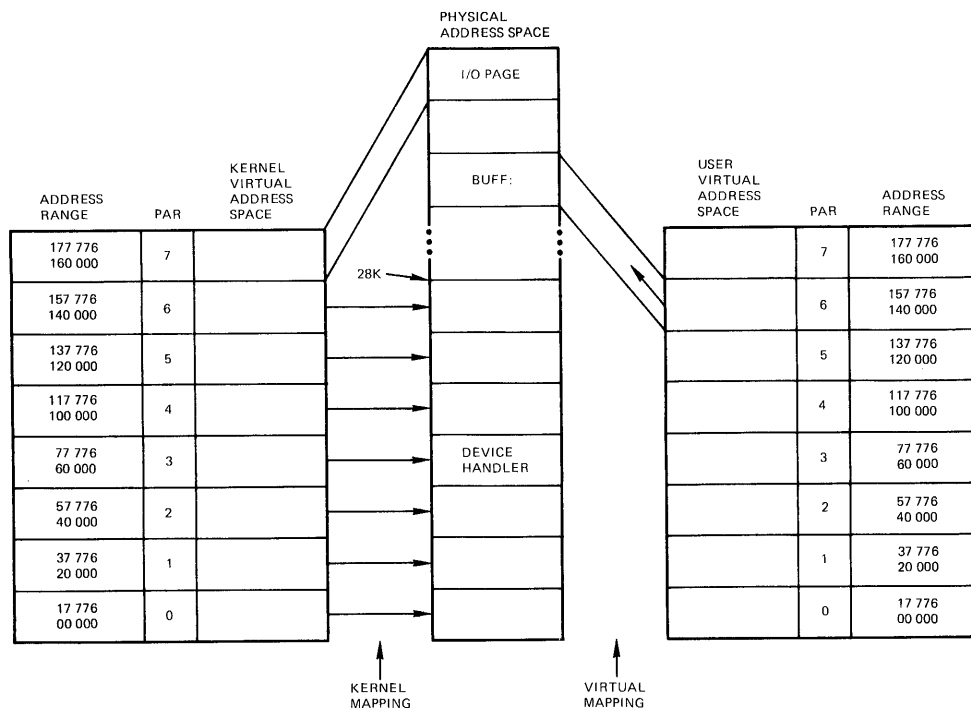 PHYSICAL
ADDRESS SPACE
I/O PAGE
BUFF:
28K
DEVICE
HANDLER
KERNEL
VIRTUAL
ADDRESS
SPACE
ADDRESS
RANGE
PAR
177 776
160 000
7
157 776
140 000
6
137 776
120 000
5
117 776
100 000
4
77 776
60 000
3
57 776
40 000
2
37 776
20 000
1
17 776
00 000
0
USER
VIRTUAL
ADDRESS
SPACE
PAR
ADDRESS
RANGE
7
177 776
160 000
6
157 776
140 000
5
137 776
120 000
4
117 776
100 000
3
77 776
60 000
2
57 776
40 000
1
37 776
20 000
0
17 776
00 000
KERNEL
MAPPING
VIRTUAL
MAPPING